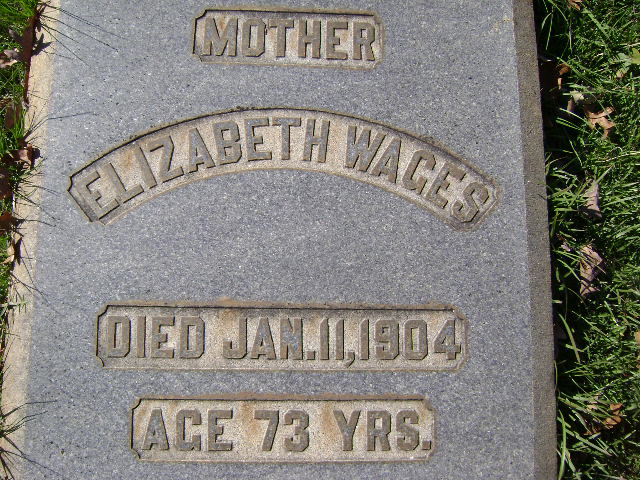 MOTHER
ELIZABETH WAGES
DIED JAN. 11, 1904
AGE 73 YRS.